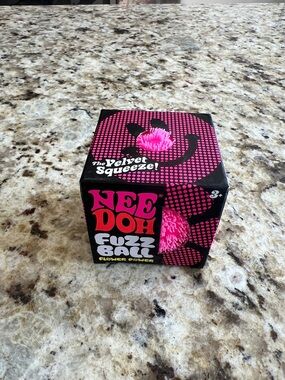 The Velvet
Squeeze!
NEE
DOH
FUZZ
BALL
FLOWER POWER
3+